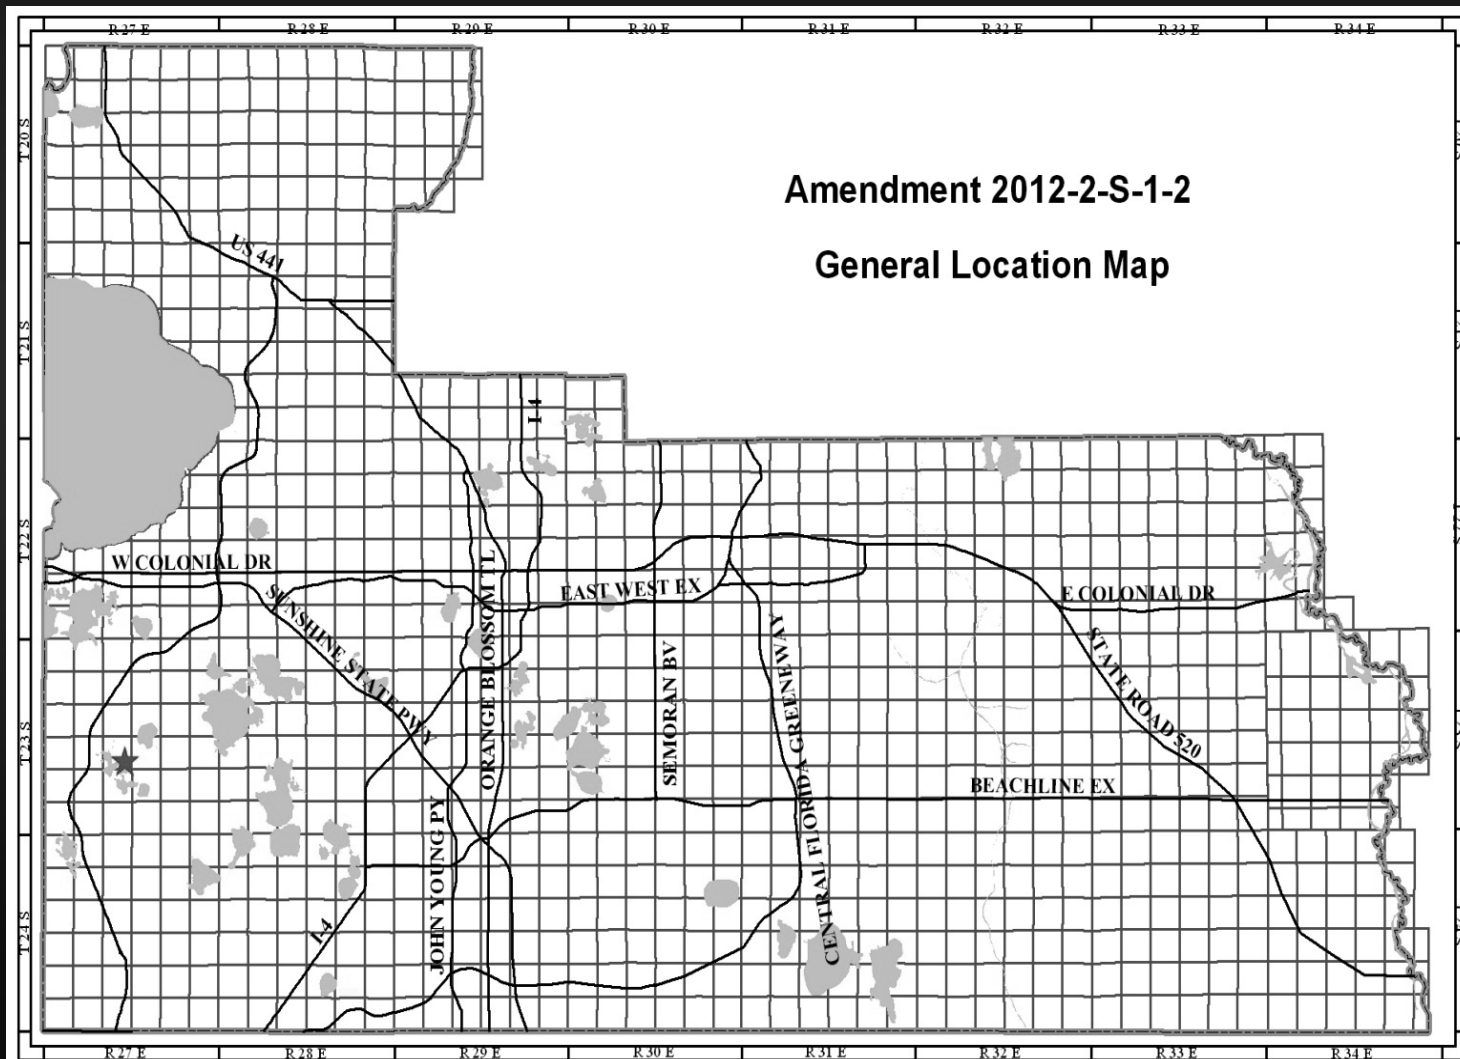 R 27 E
R 28 E
R 29 E
R 30 E
R 31 E
R 32 E
R 33 E
R 34 E
T 20 S
Amendment 2012-2-S-1-2
General Location Map
US 441
T 21 S
I-4
T 22 S
W COLONIAL DR
EAST WEST EX
E COLONIAL DR
SUNSHINE STATE PWY
ORANGE BLOSSOM TL
SEMORAN BV
CENTRAL FLORIDA GREENEWAY
STATE ROAD 520
T 23 S
BEACHLINE EX
JOHN YOUNG PY
I-4
T 24 S
R 27 E
R 28 E
R 29 E
R 30 E
R 31 E
R 32 E
R 33 E
R 34 E